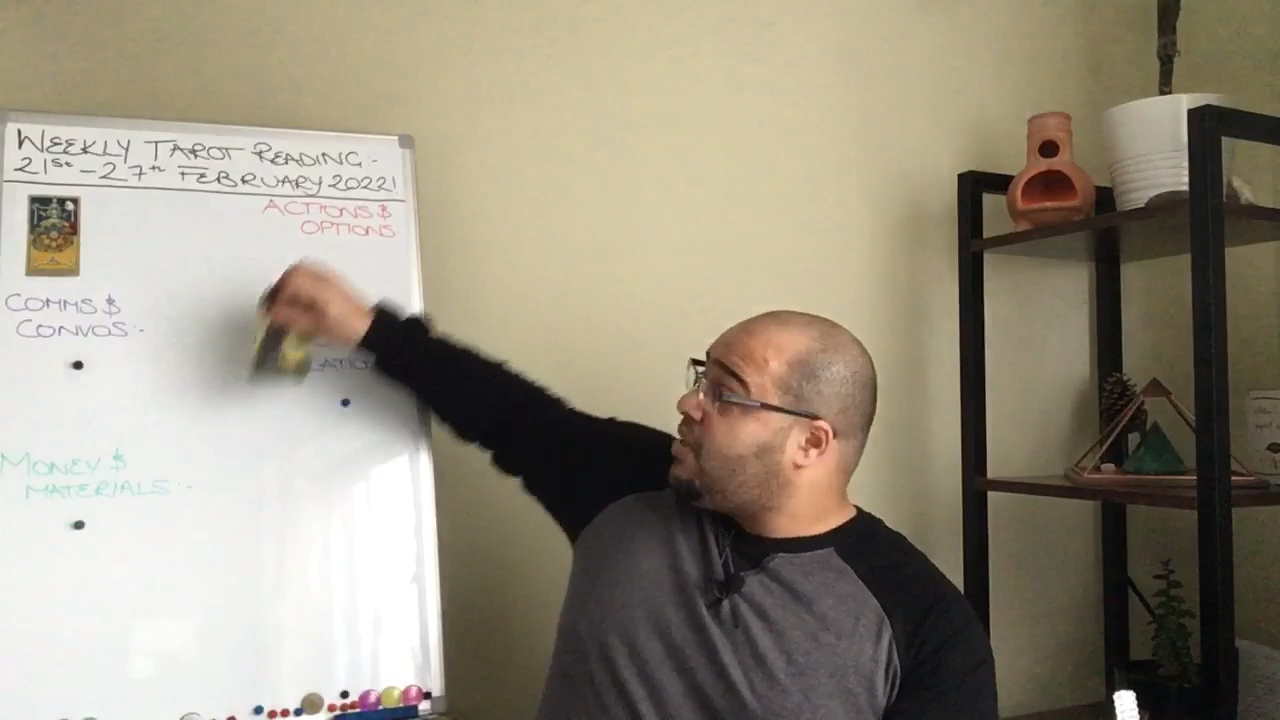 WEEKLY TAROT READING -
21st - 27th FEBRUARY 2022!
ACTIONS &
OPTIONS
COMMS &
CONVOS:-
MONEY &
MATERIALS:-